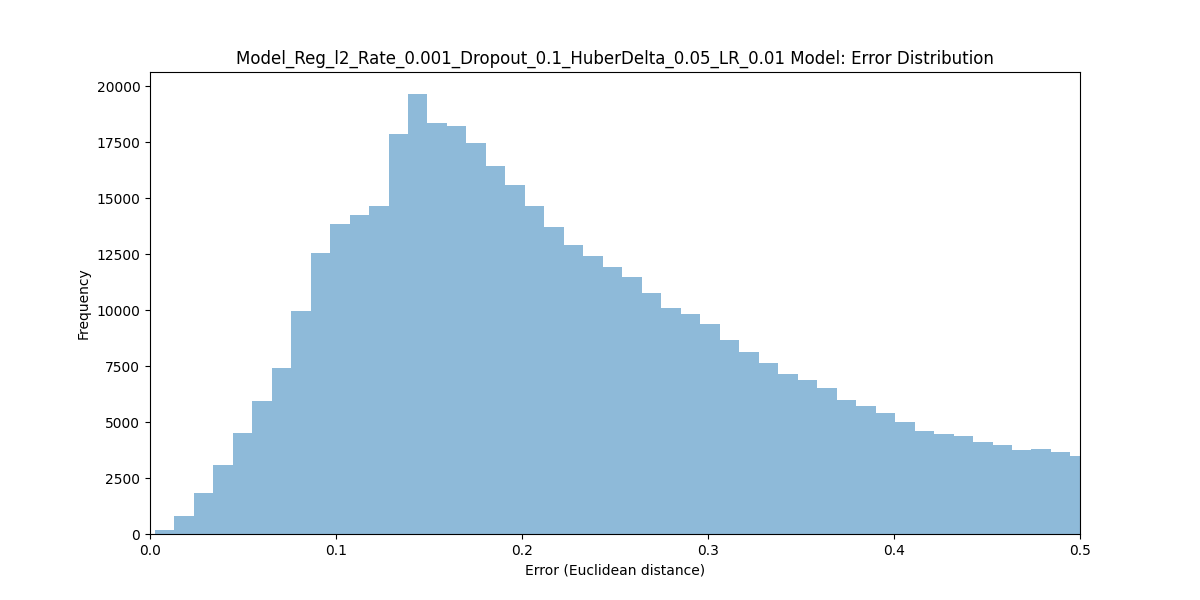 Model_Reg_l2_Rate_0.001_Dropout_0.1_HuberDelta_0.05_LR_0.01 Model: Error Distribution
20000
17500
15000
12500
10000
7500
5000
2500
0
Frequency
0.0 0.1 0.2 0.3 0.4 0.5
Error (Euclidean distance)